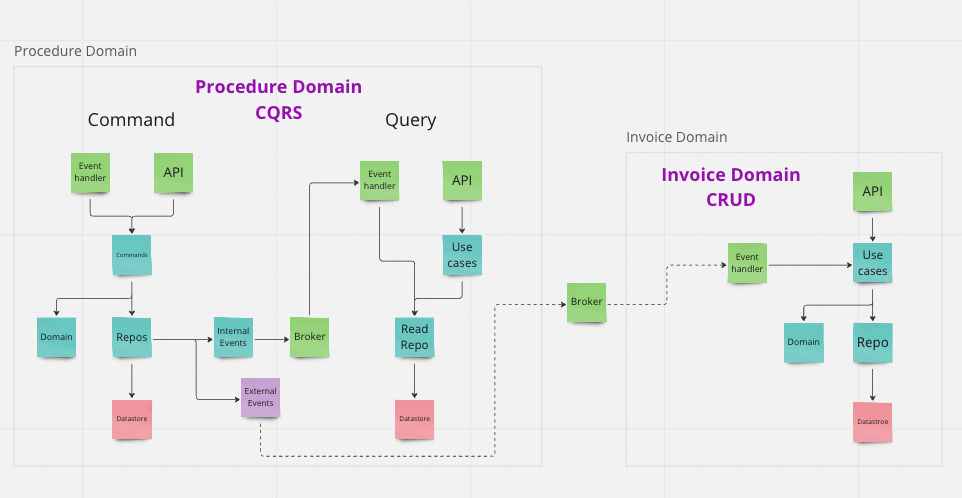 Procedure Domain
Procedure Domain
CQRS
Command
Query
Event
handler
API
Commands
Domain
Repos
Internal
Events
Broker
External
Events
Datastore
Event
handler
API
Use
cases
Read
Repo
Datastore
Broker
Invoice Domain
Invoice Domain
CRUD
API
Event
handler
Use
cases
Domain
Repo
Datastroe